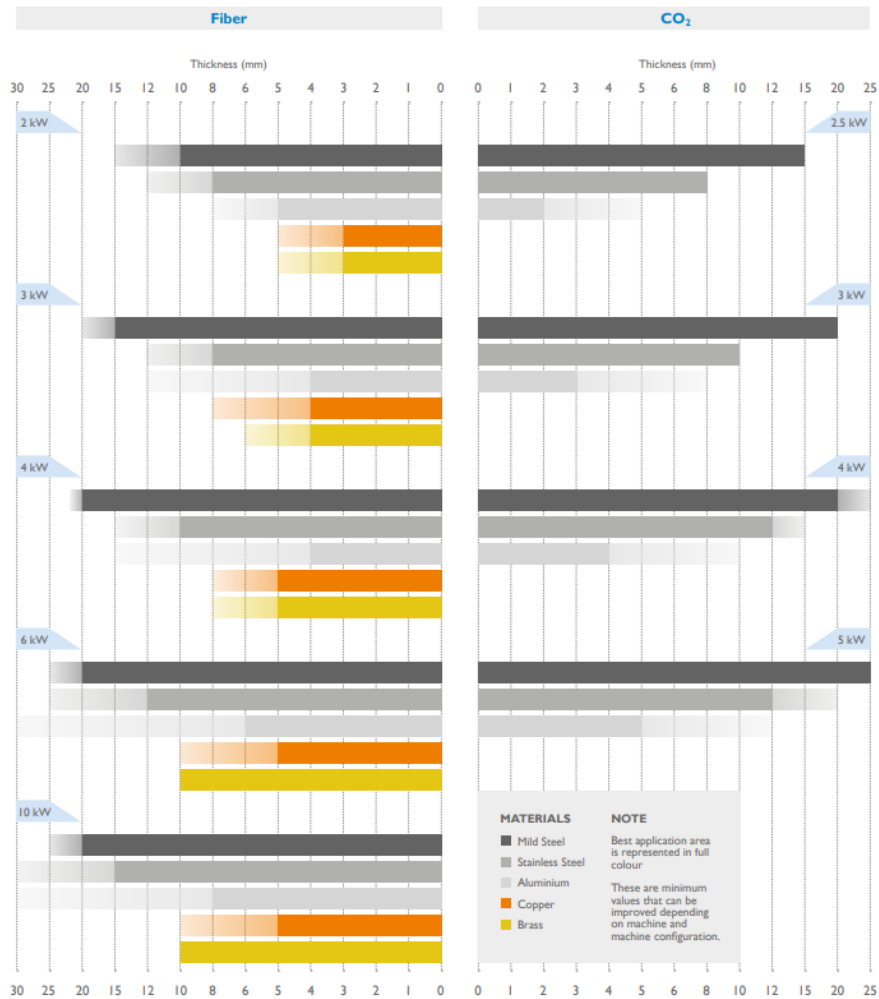 Fiber
CO₂
Thickness (mm)
Thickness (mm)
30 25 20 15 12 10 8 6 5 4 3 2 1 0
0 1 2 3 4 5 6 8 10 12 15 20 25
2 kW
2.5 kW
3 kW
3 kW
4 kW
4 kW
6 kW
5 kW
10 kW
MATERIALS
Mild Steel
Stainless Steel
Aluminium
Copper
Brass
NOTE
Best application area
is represented in full
colour
These are minimum
values that can be
improved depending
on machine and
machine configuration.
30 25 20 15 12 10 8 6 5 4 3 2 1 0
0 1 2 3 4 5 6 8 10 12 15 20 25